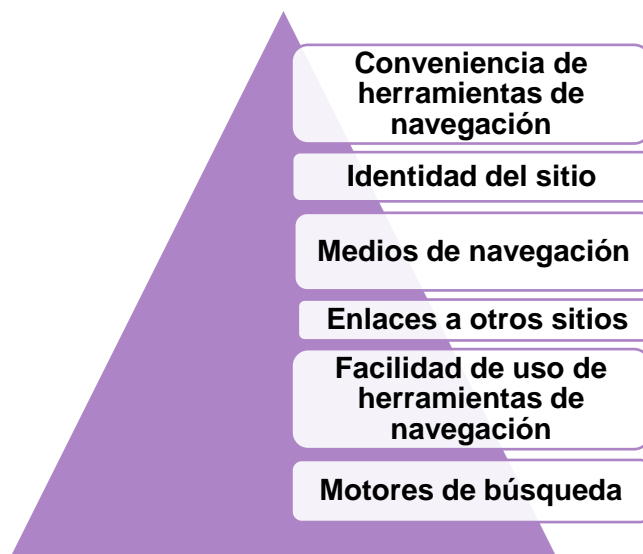 Conveniencia de
herramientas de
navegación
Identidad del sitio
Medios de navegación
Enlaces a otros sitios
Facilidad de uso de
herramientas de
navegación
Motores de búsqueda